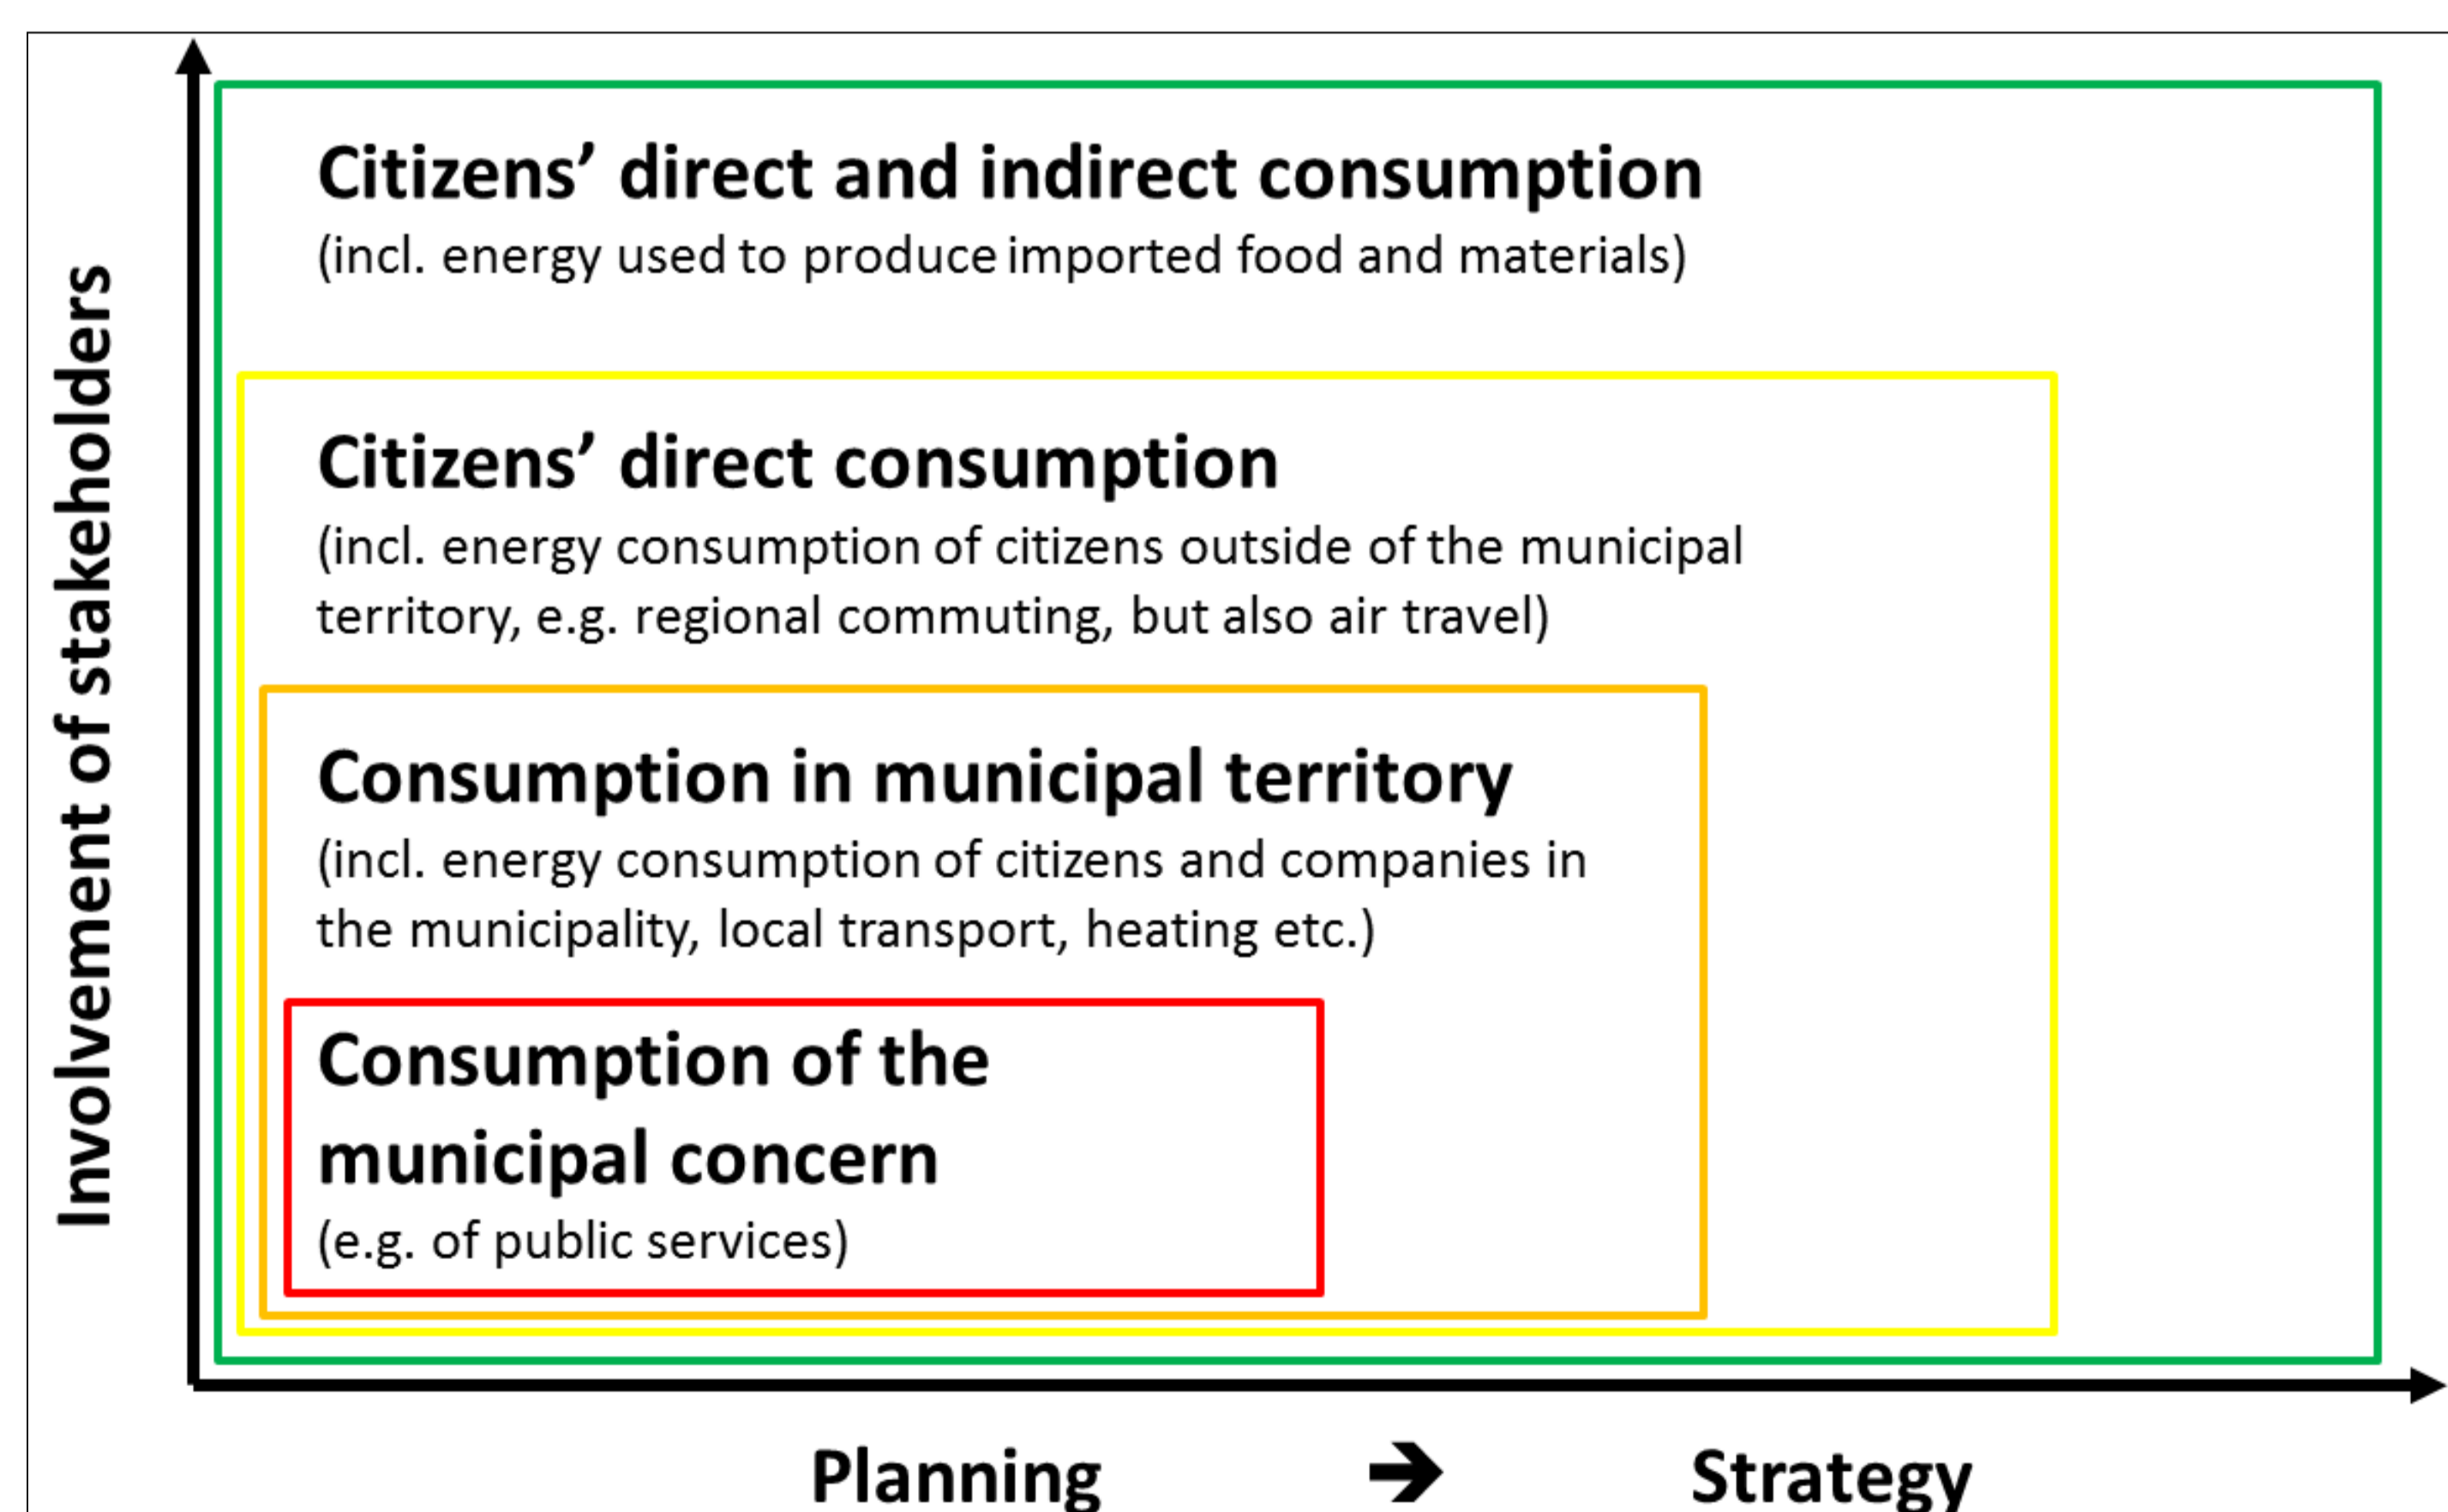 Citizens’ direct and indirect consumption
(incl. energy used to produce imported food and materials)
Citizens’ direct consumption
(incl. energy consumption of citizens outside of the municipal
territory, e.g. regional commuting, but also air travel)
Consumption in municipal territory
(incl. energy consumption of citizens and companies in
the municipality, local transport, heating etc.)
Consumption of the
municipal concern
(e.g. of public services)
Involvement of stakeholders
Planning ➔ Strategy